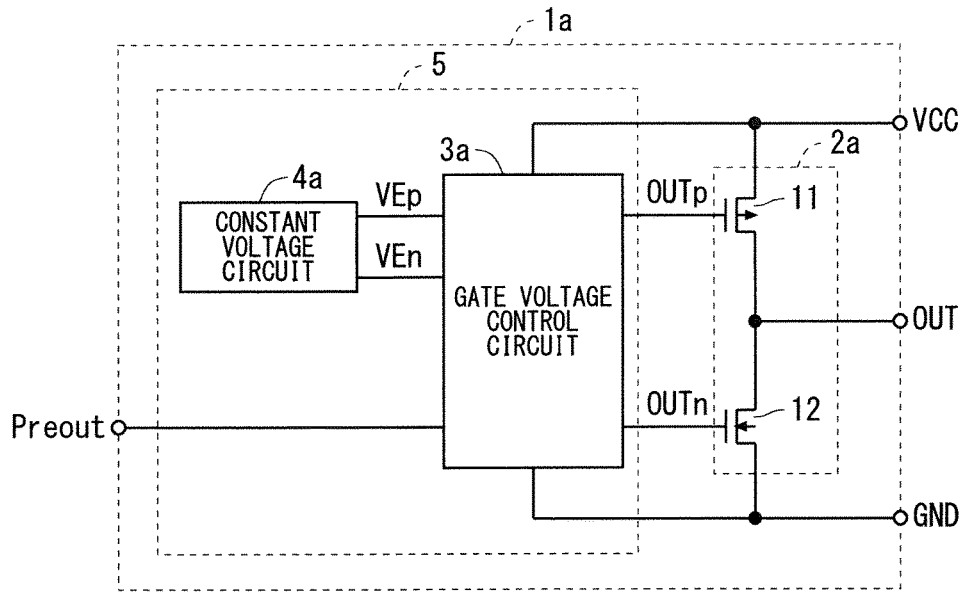 1a
5
VCC
2a
3a
4a
VEp
OUTp
11
CONSTANT
VOLTAGE
CIRCUIT
VEn
GATE VOLTAGE
CONTROL
CIRCUIT
OUT
OUTn
12
Preout
GND